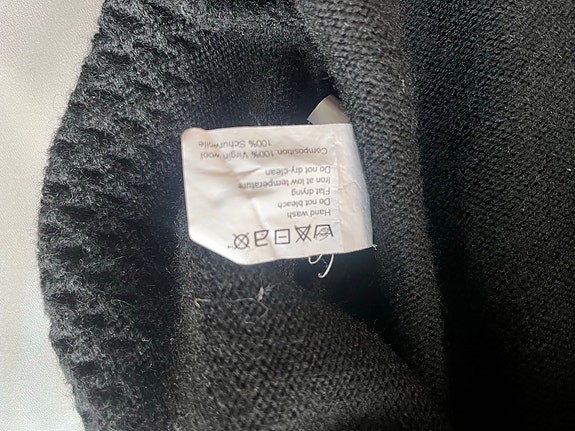 Hand wash
Do not bleach
Flat drying
Iron at low temperature
Do not dry-clean
Composition 100% Virgin wool
100% Schurwolle